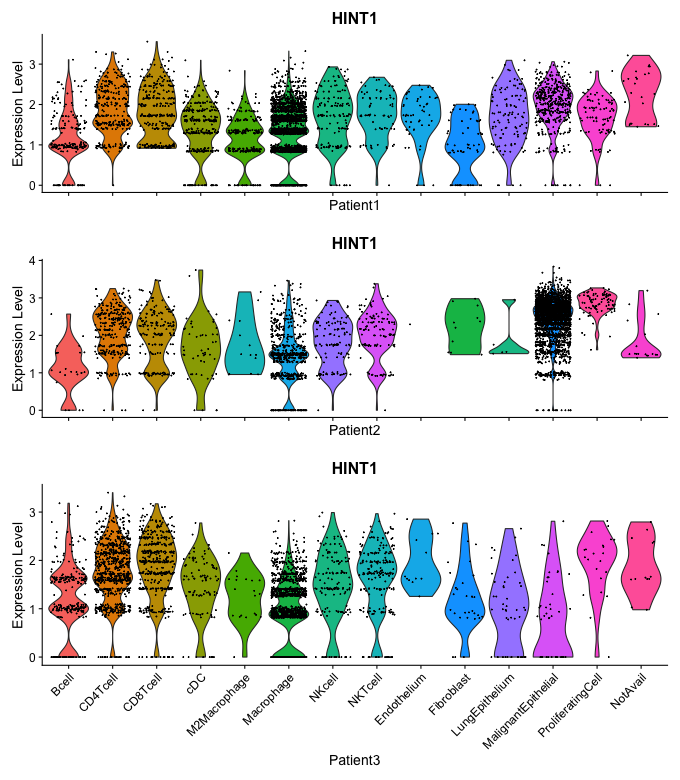 HINT1
Expression Level
3
2
1
0
Patient1
HINT1
Expression Level
4
3
2
1
0
Patient2
HINT1
Expression Level
3
2
1
0
Bcell
CD4Tcell
CD8Tcell
cDC
M2Macrophage
Macrophage
NKcell
NKTcell
Endothelium
Fibroblast
LungEpithelium
MalignantEpithelial
ProliferatingCell
NotAvail
Patient3